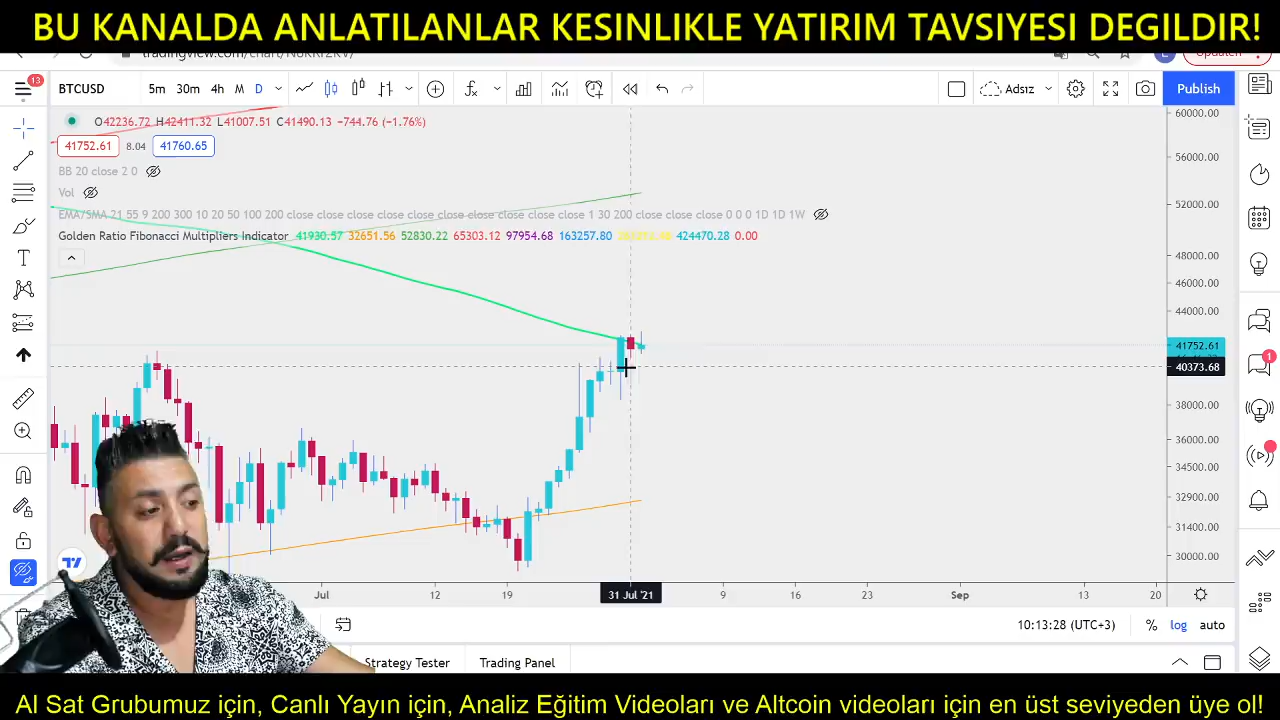 BU KANALDA ANLATILANLAR KESINLIKLE YATIRIM TAVSIYESI DEGILDIR!
BTCUSD 5m 30m 4h M D Adsız Publish
13
O42236.72 H42411.32 L41007.51 C41490.13 −744.76 (−1.76%)
41752.61 8.04 41760.65
BB 20 close 2 0
Vol
EMA/SMA 21 55 9 200 300 10 20 50 100 200 close close close close close close close close close close 1 30 200 close close close 0 0 0 1D 1D 1W
Golden Ratio Fibonacci Multipliers Indicator 41930.57 32651.56 52830.22 65303.12 97954.68 163257.80 424470.28 0.00
60000.00
56000.00
52000.00
48000.00
46000.00
44000.00
41752.61
40373.68
38000.00
36000.00
34500.00
32900.00
31400.00
30000.00
1
Jul 12 19 31 Jul '21 9 16 23 Sep 13 20
10:13:28 (UTC+3) % log auto
Strategy Tester Trading Panel
Al Sat Grubumuz için, Canlı Yayın için, Analiz Eğitim Videoları ve Altcoin videoları için en üst seviyeden üye ol!